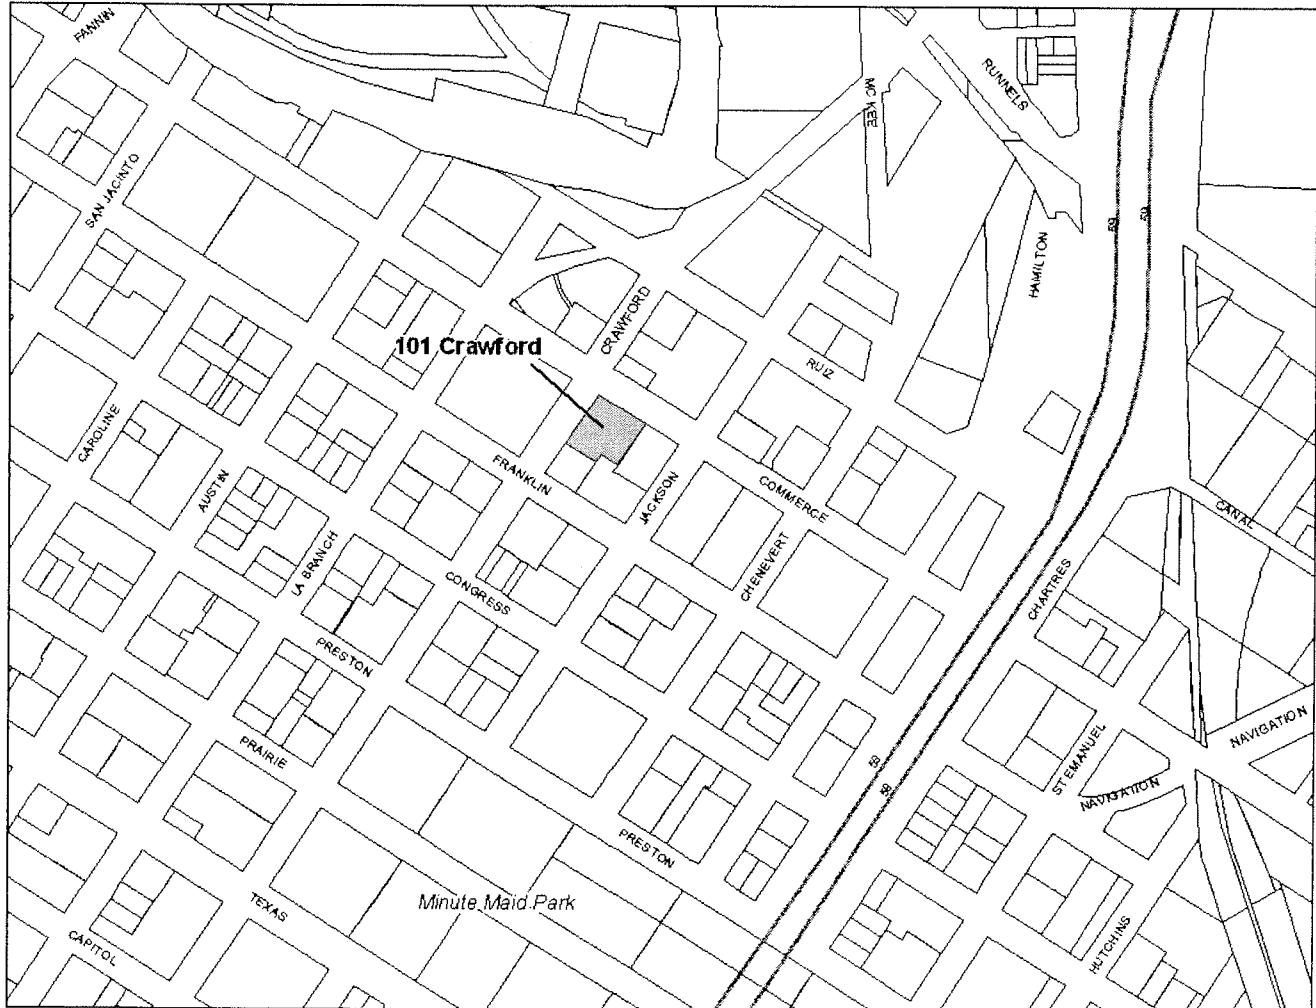 FANNIN
RUNNELS
MC KEE
SAN JACINTO
59
59
HAMILTON
CRAWFORD
101 Crawford
RUIZ
CAROLINE
FRANKLIN
AUSTIN
JACKSON
COMMERCE
CANAL
LA BRANCH
CHENEVERT
CONGRESS
CHARTRES
PRESTON
NAVIGATION
ST EMANUEL
PRAIRIE
59
59
NAVIGATION
PRESTON
Minute Maid Park
TEXAS
HUTCHINS
CAPITOL